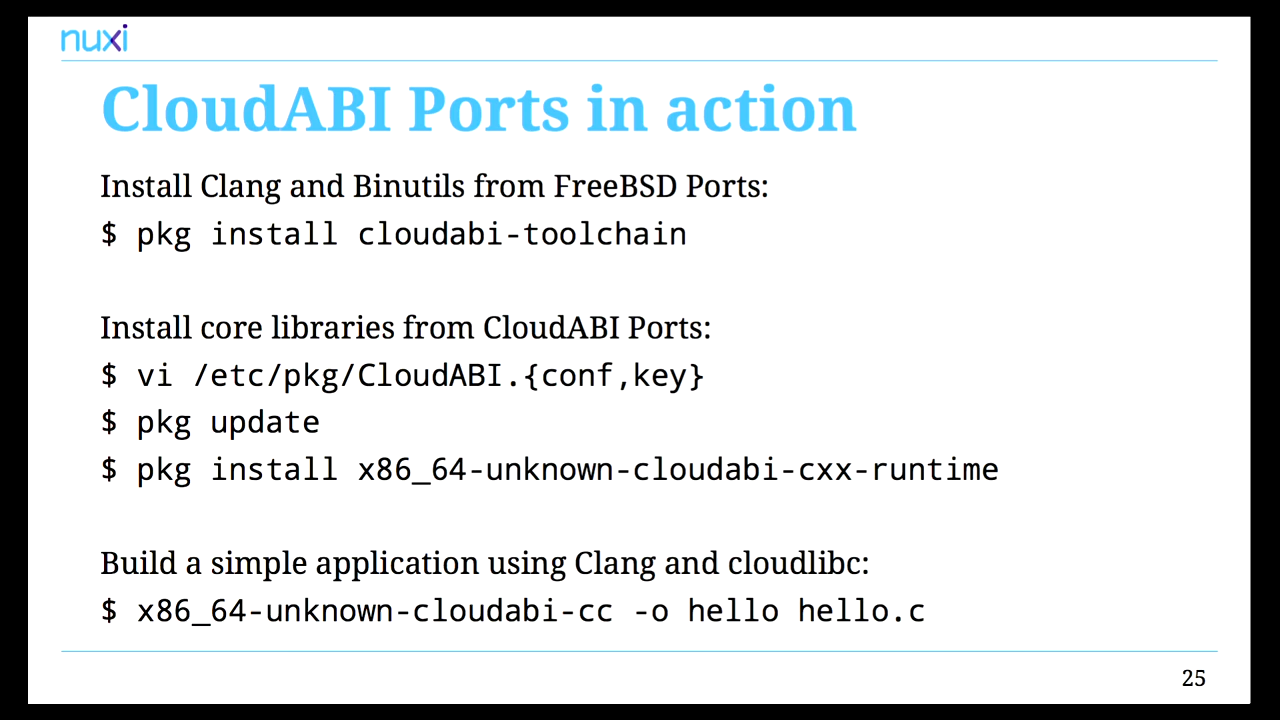 nuxi
CloudABI Ports in action
Install Clang and Binutils from FreeBSD Ports:
$ pkg install cloudabi-toolchain
Install core libraries from CloudABI Ports:
$ vi /etc/pkg/CloudABI.{conf,key}
$ pkg update
$ pkg install x86_64-unknown-cloudabi-cxx-runtime
Build a simple application using Clang and cloudlibc:
$ x86_64-unknown-cloudabi-cc -o hello hello.c
25